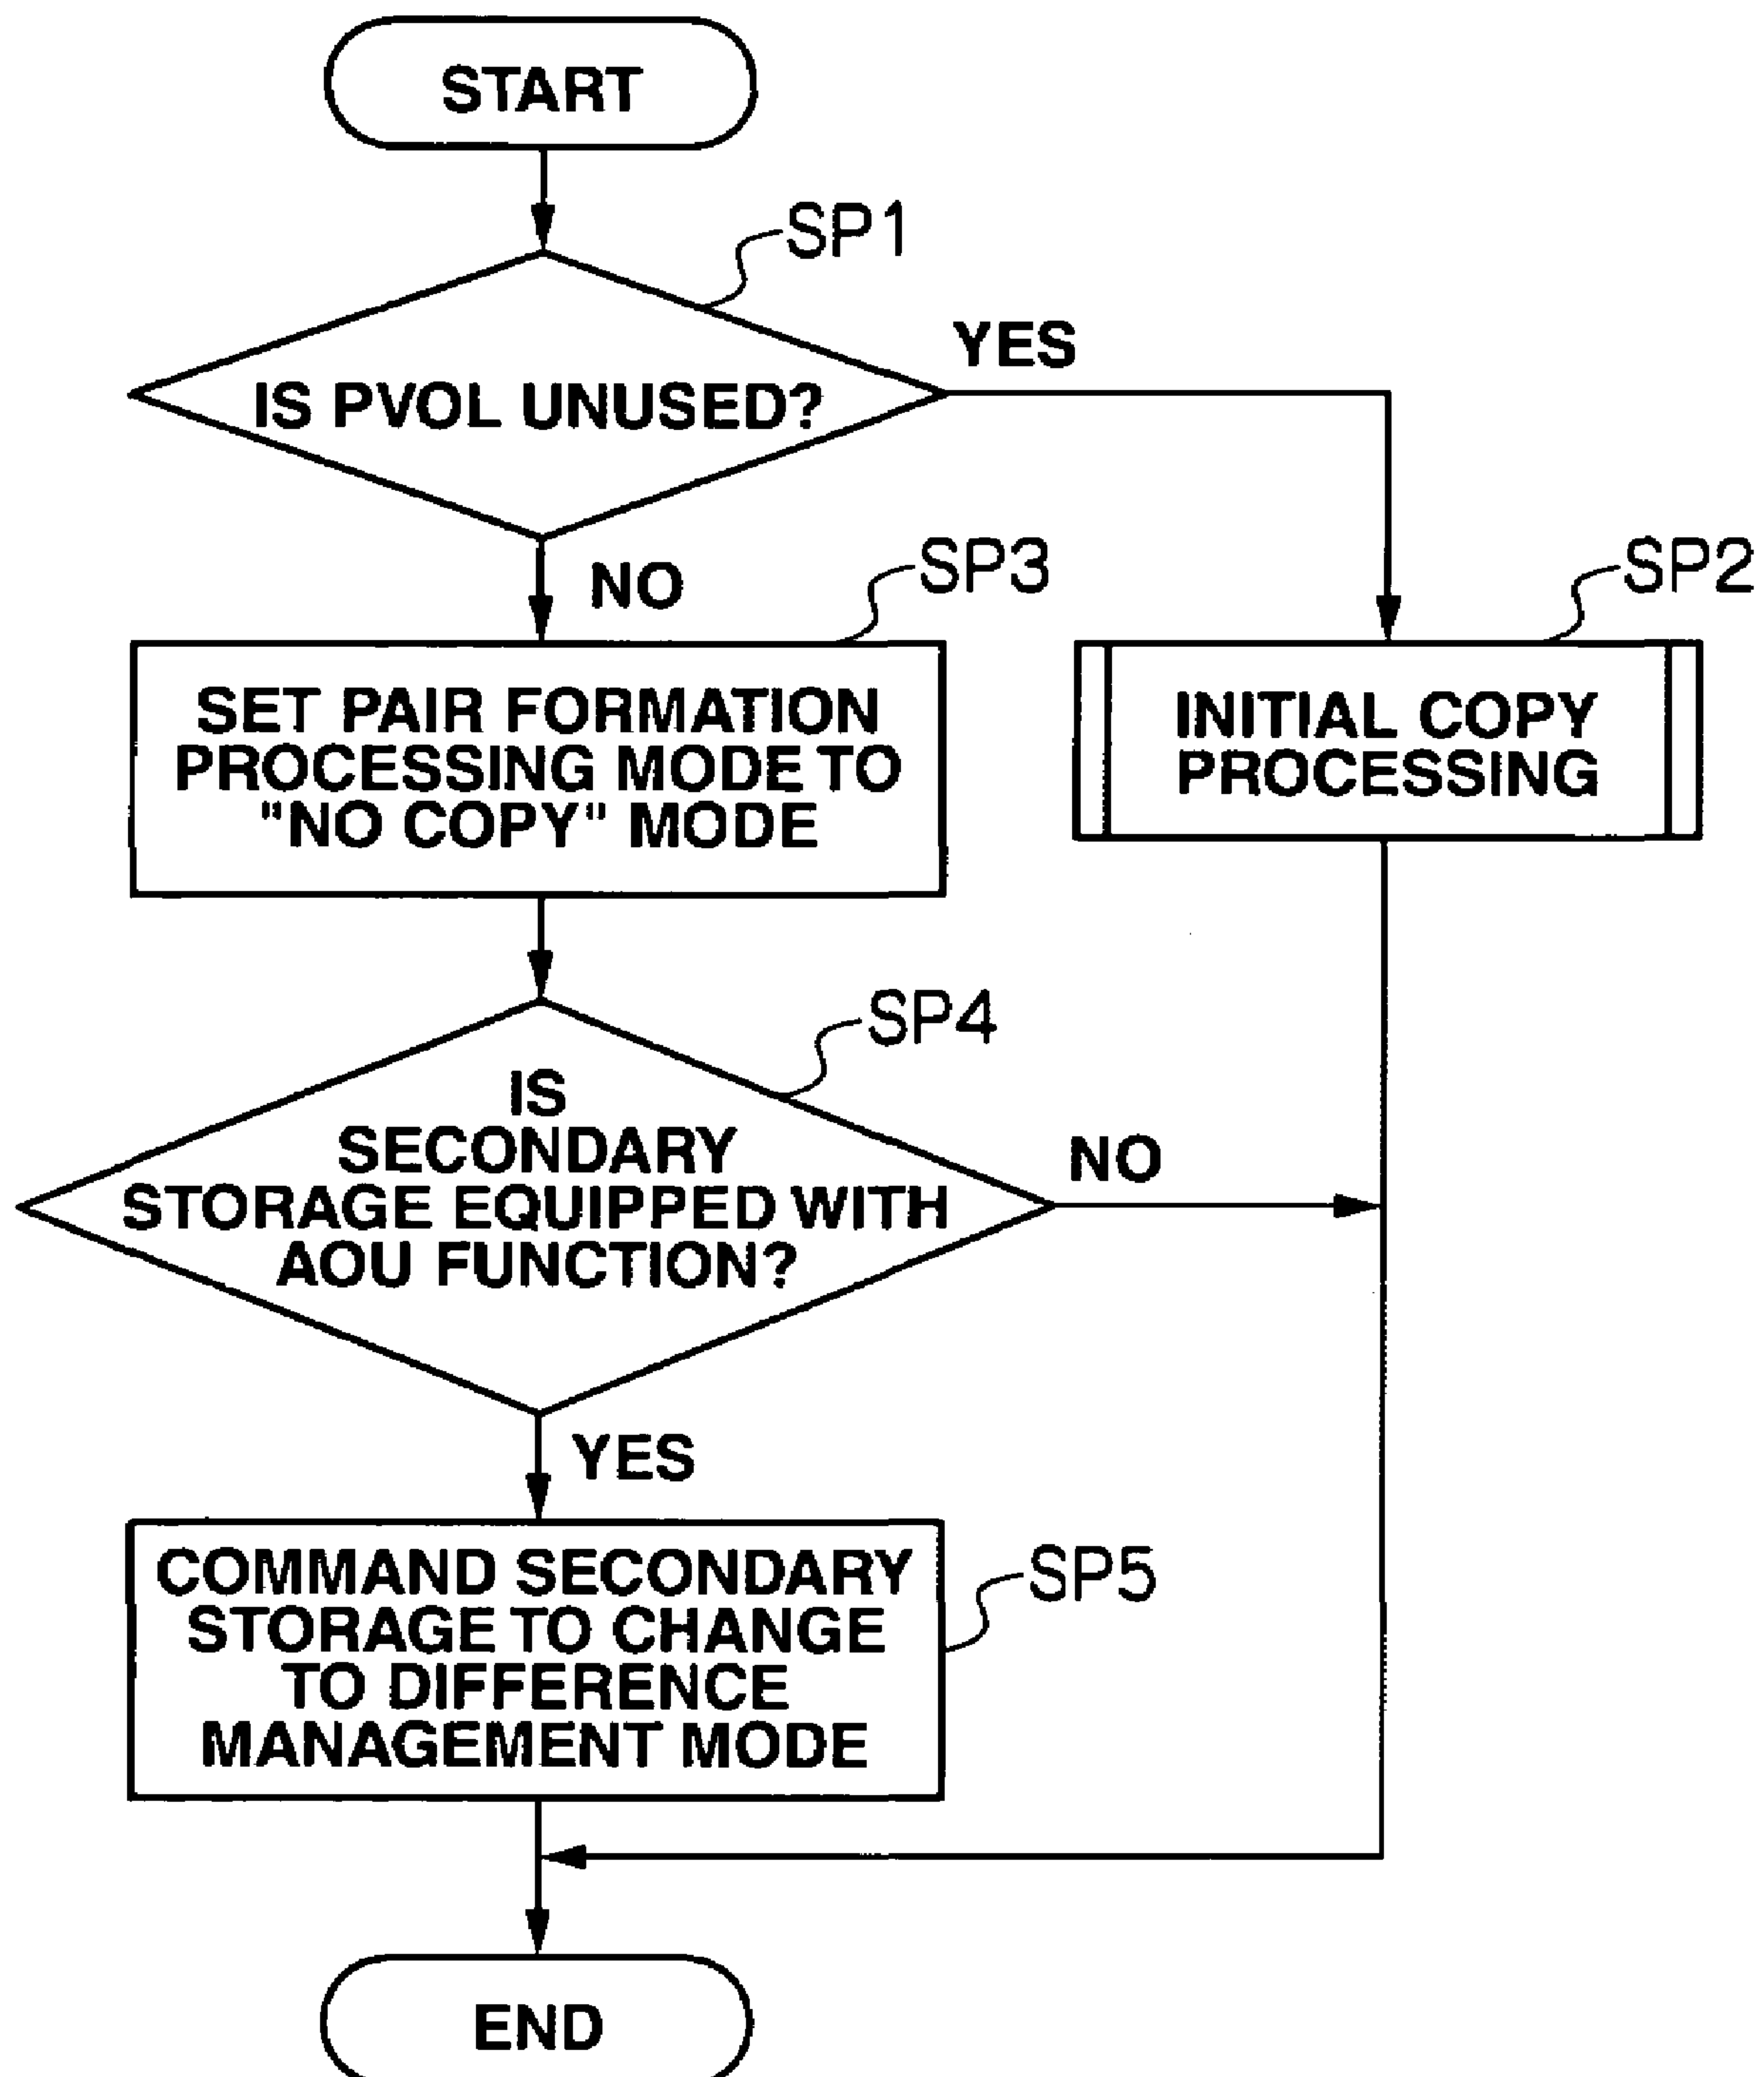 START
SP1
YES
IS PVOL UNUSED?
NO
SP3
SP2
SET PAIR FORMATION
PROCESSING MODE TO
"NO COPY" MODE
INITIAL COPY
PROCESSING
SP4
IS
SECONDARY
STORAGE EQUIPPED WITH
AOU FUNCTION?
NO
YES
COMMAND SECONDARY
STORAGE TO CHANGE
TO DIFFERENCE
MANAGEMENT MODE
SP5
END